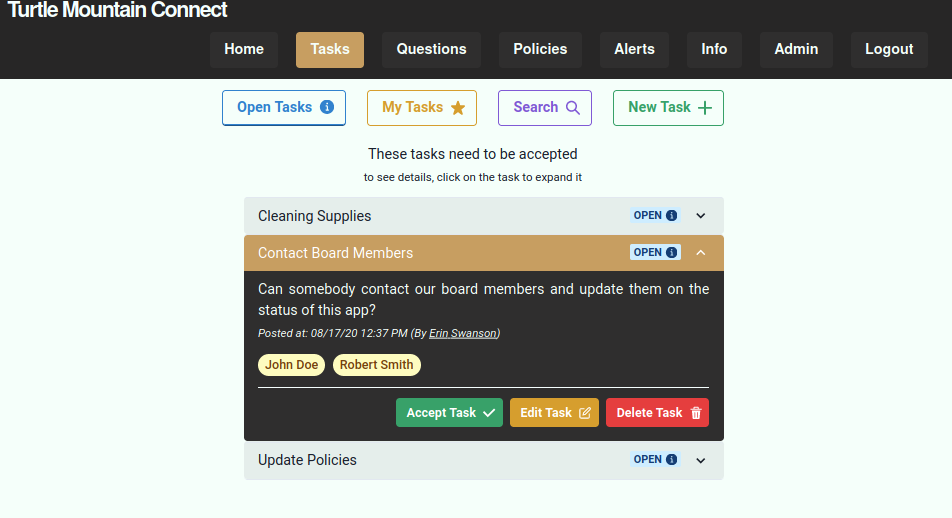 Turtle Mountain Connect
Home Tasks Questions Policies Alerts Info Admin Logout
Open Tasks My Tasks Search New Task
These tasks need to be accepted
to see details, click on the task to expand it
Cleaning Supplies OPEN
Contact Board Members OPEN
Can somebody contact our board members and update them on the
status of this app?
Posted at: 08/17/20 12:37 PM (By Erin Swanson)
John Doe Robert Smith
Accept Task Edit Task Delete Task
Update Policies OPEN